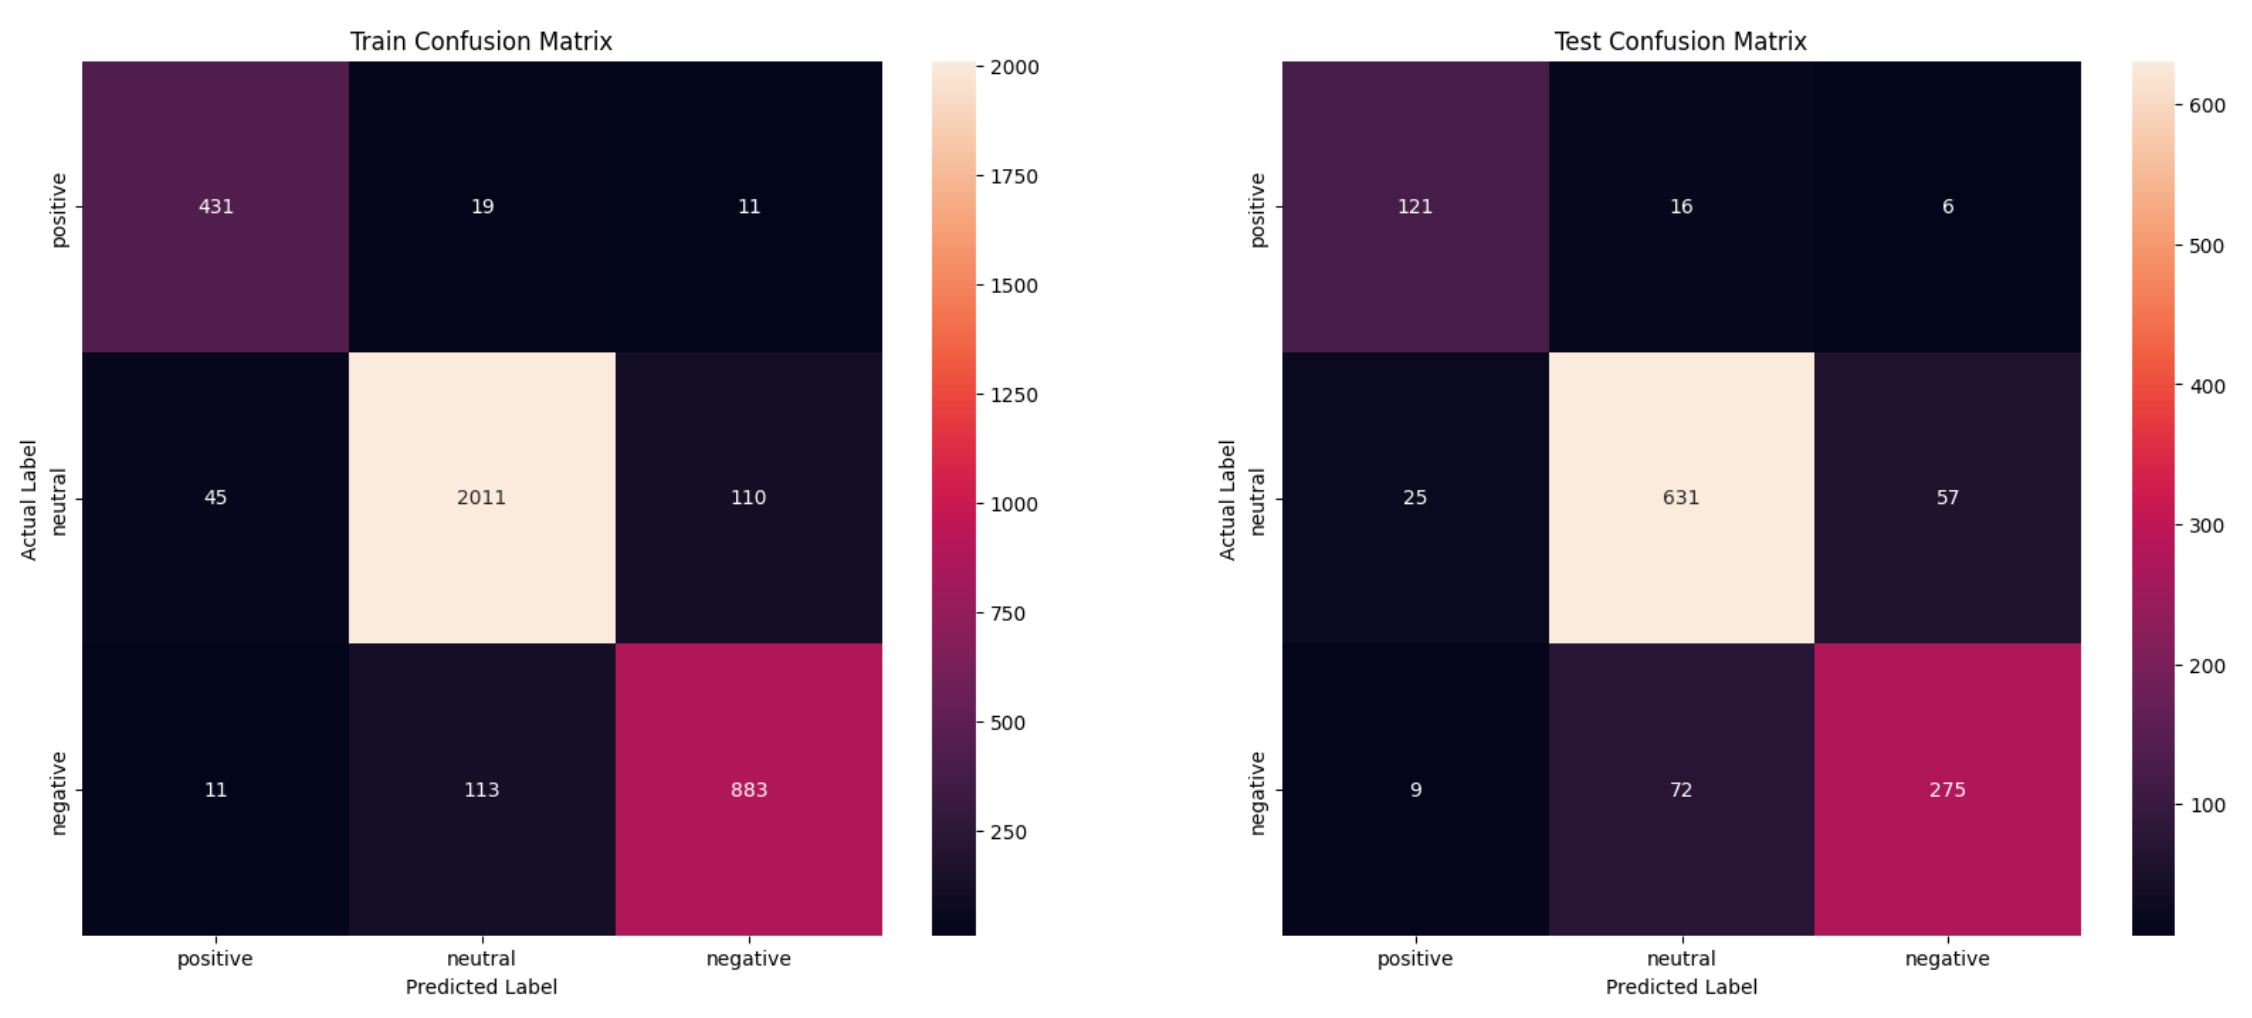 Train Confusion Matrix
Actual Label
positive
neutral
negative
431 19 11
45 2011 110
11 113 883
positive neutral negative
Predicted Label
2000
1750
1500
1250
1000
750
500
250
Test Confusion Matrix
Actual Label
positive
neutral
negative
121 16 6
25 631 57
9 72 275
positive neutral negative
Predicted Label
600
500
400
300
200
100